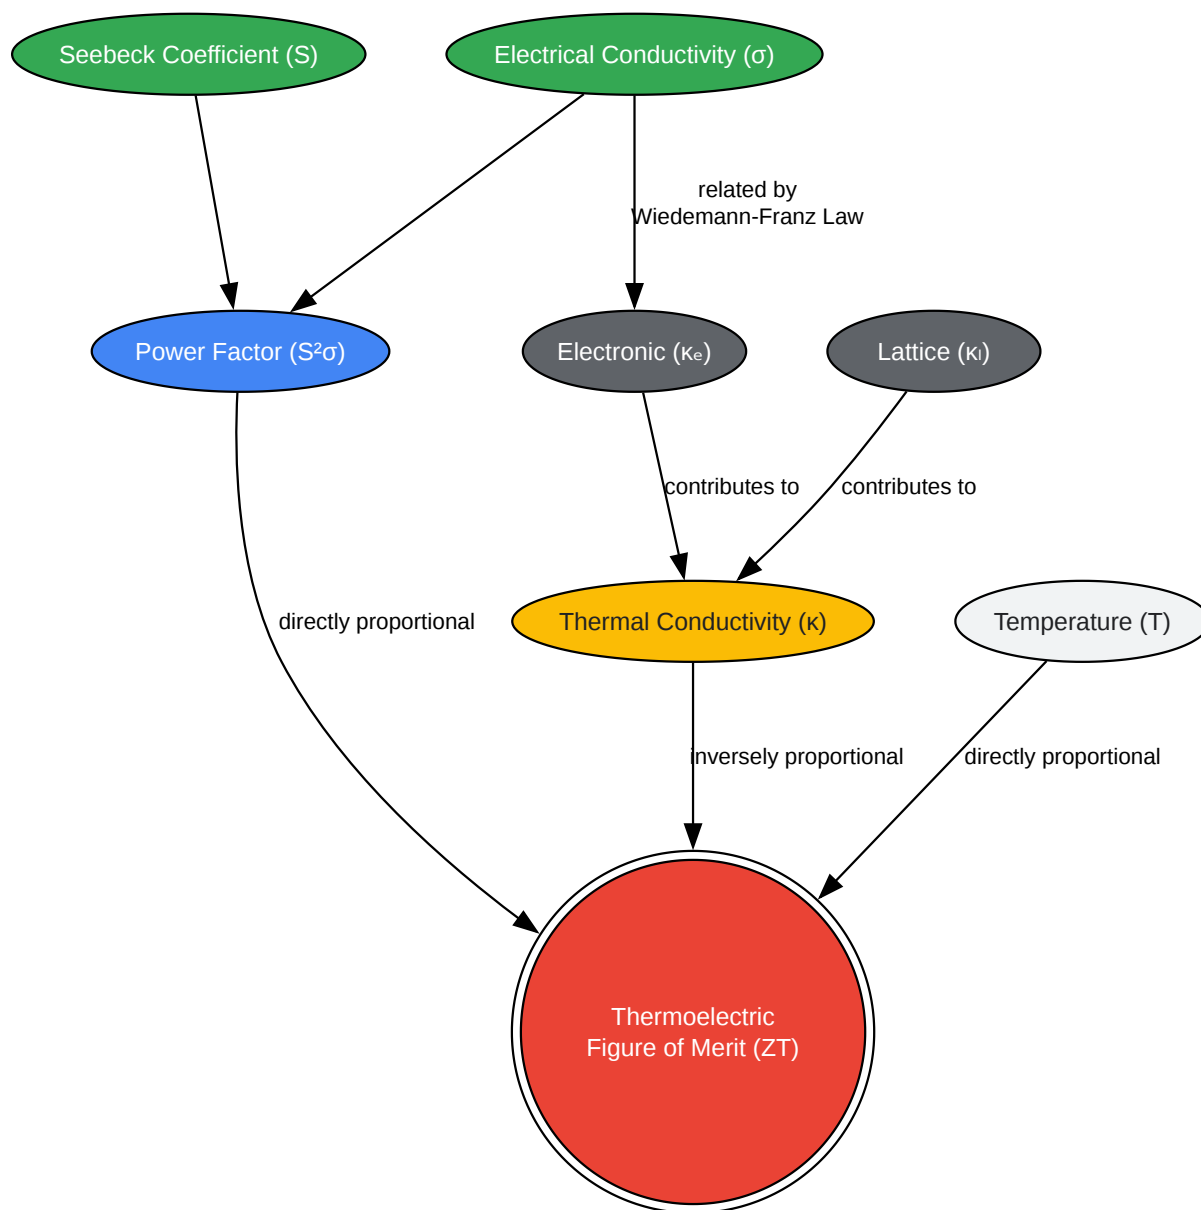 Seebeck Coefficient (S)
Electrical Conductivity (σ)
related by
Wiedemann-Franz Law
Power Factor (S²σ)
Electronic (κₑ)
Lattice (κₗ)
contributes to
contributes to
directly proportional
Thermal Conductivity (κ)
Temperature (T)
inversely proportional
directly proportional
Thermoelectric
Figure of Merit (ZT)